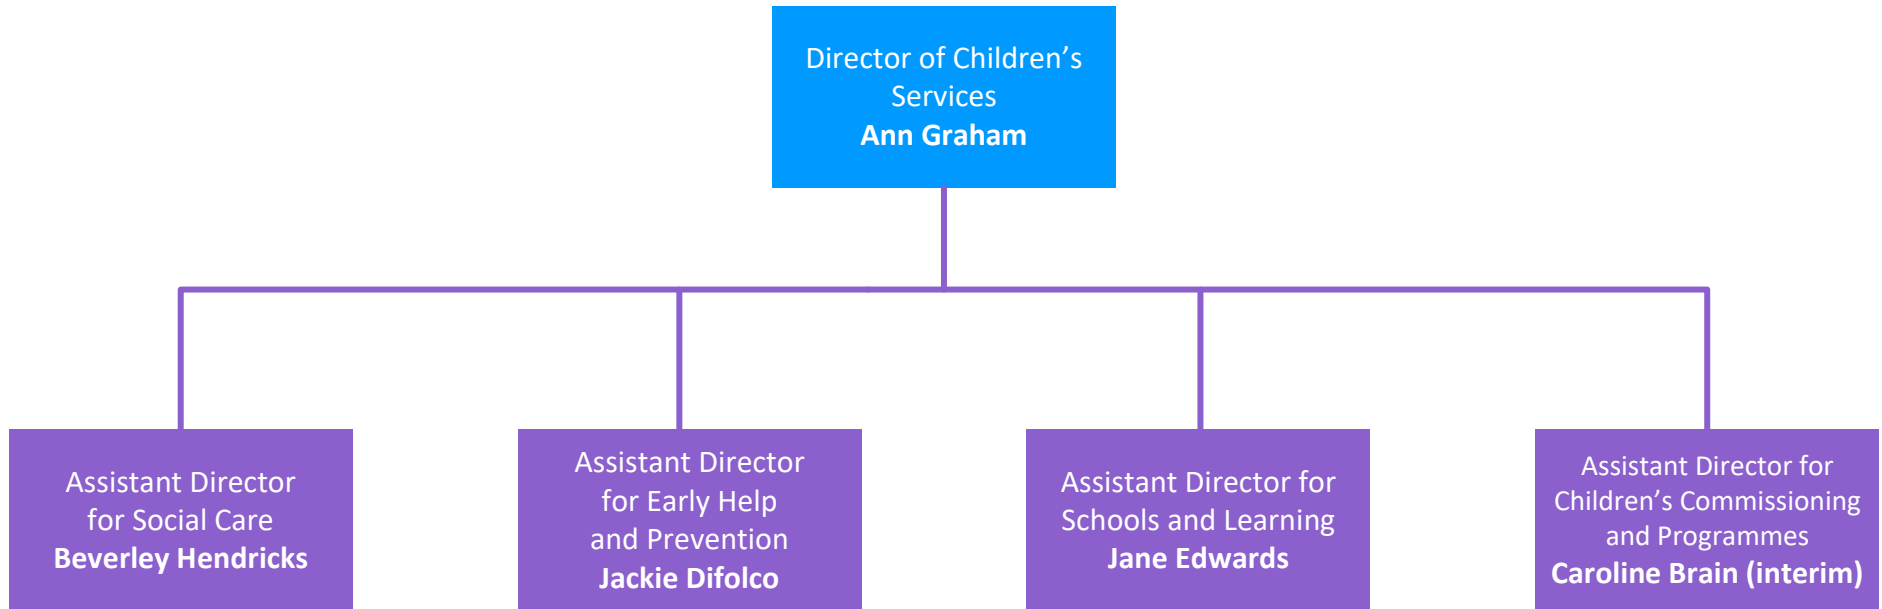 Director of Children’s
Services
Ann Graham
Assistant Director
for Social Care
Beverley Hendricks
Assistant Director
for Early Help
and Prevention
Jackie Difolco
Assistant Director for
Schools and Learning
Jane Edwards
Assistant Director for
Children’s Commissioning
and Programmes
Caroline Brain (interim)